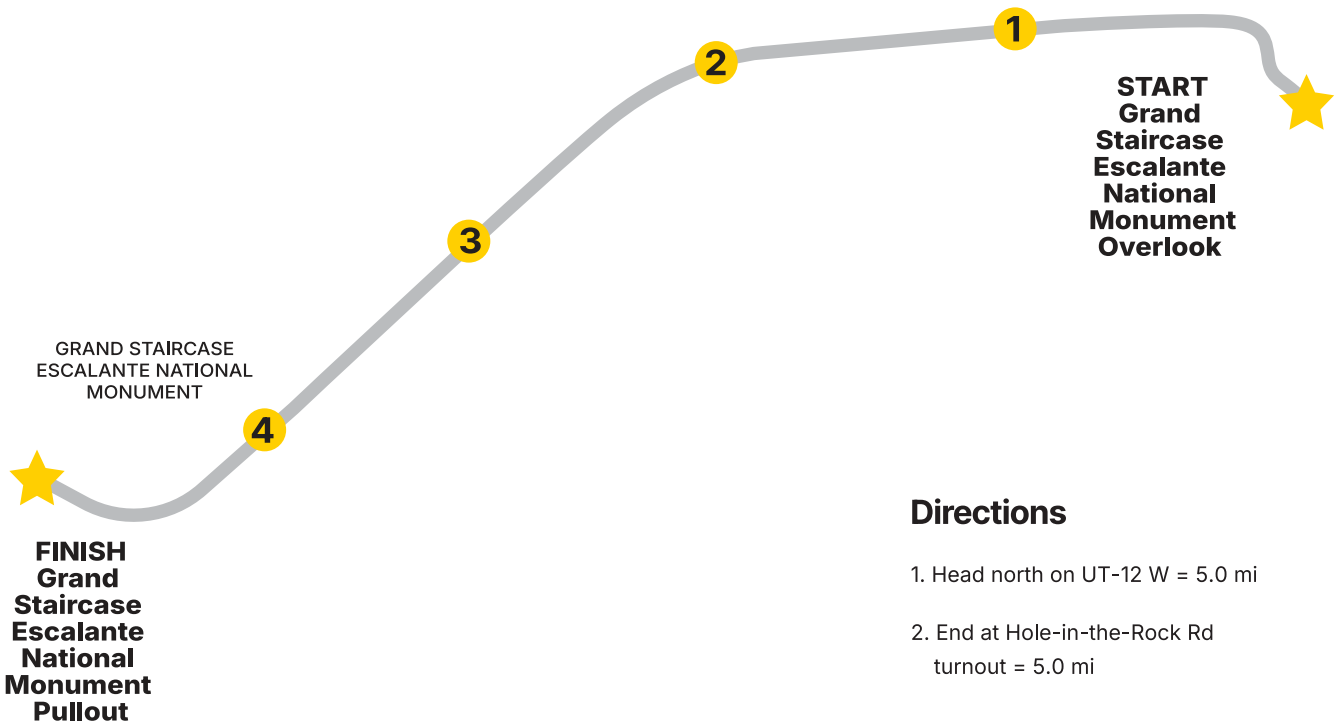 1
2
START
Grand
Staircase
Escalante
National
Monument
Overlook
3
GRAND STAIRCASE
ESCALANTE NATIONAL
MONUMENT
4
FINISH
Grand
Staircase
Escalante
National
Monument
Pullout
Directions
1. Head north on UT-12 W = 5.0 mi
2. End at Hole-in-the-Rock Rd
turnout = 5.0 mi